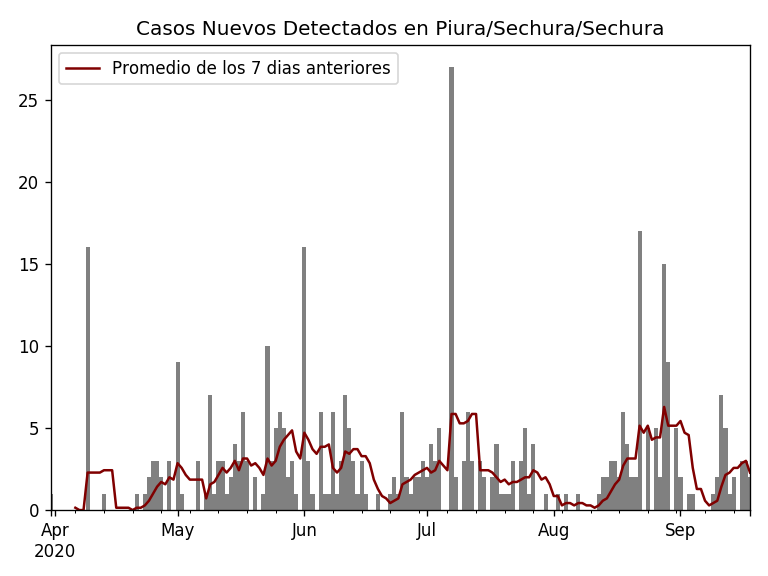 Casos Nuevos Detectados en Piura/Sechura/Sechura
Promedio de los 7 dias anteriores
25
20
15
10
5
0
Apr May Jun Jul Aug Sep
2020